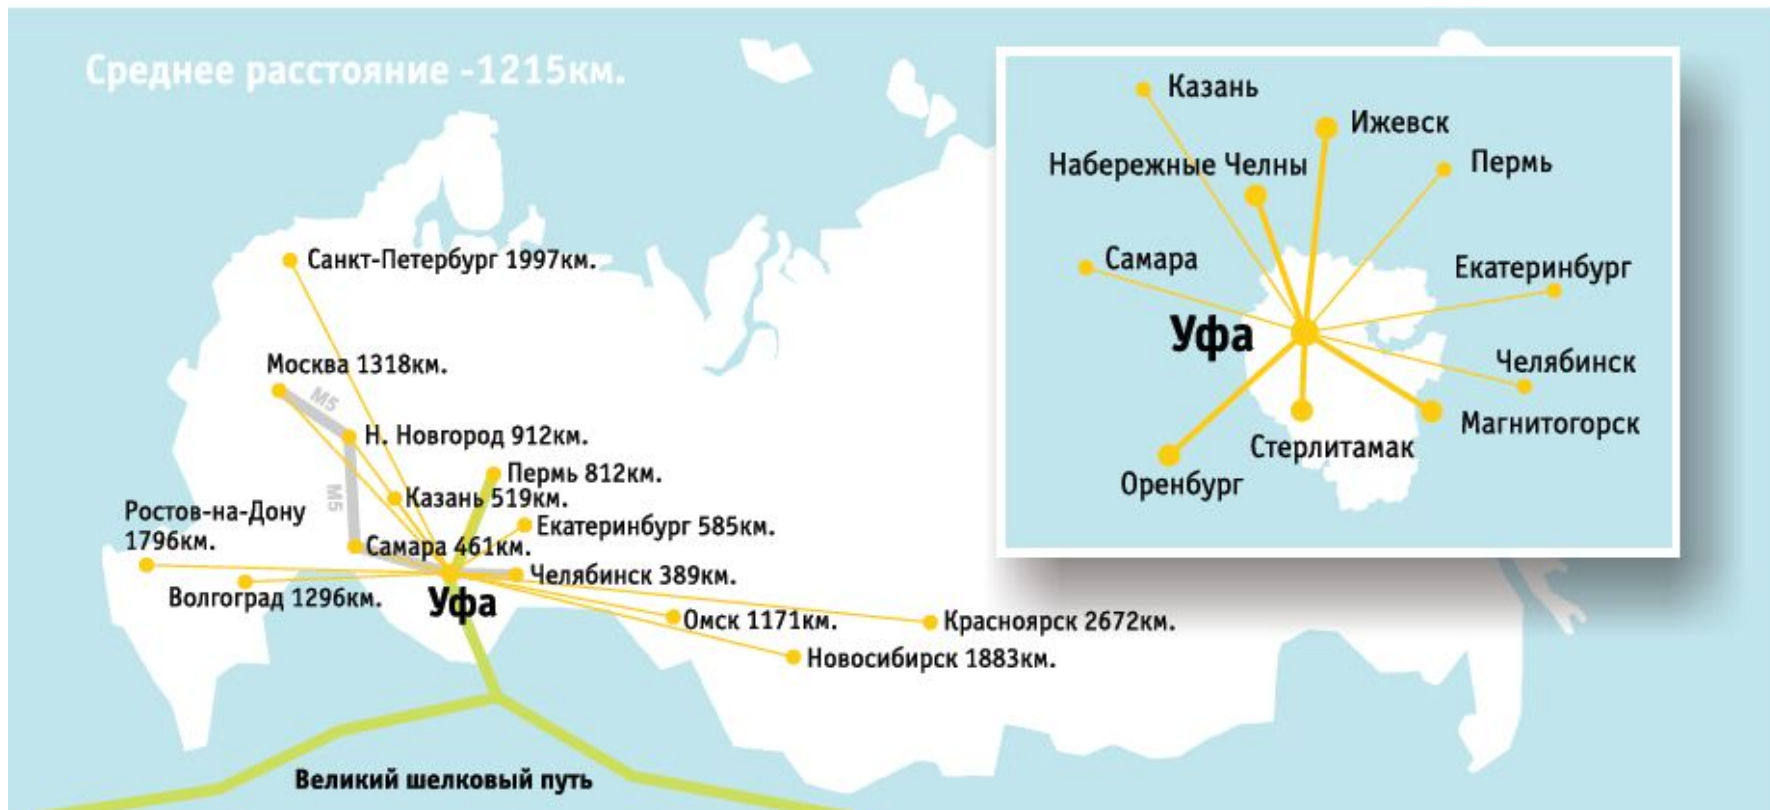 Среднее расстояние -1215км.
Санкт-Петербург 1997км.
Москва 1318км.
М5
Н. Новгород 912км.
Пермь 812км.
М5
Казань 519км.
Ростов-на-Дону
1796км.
Екатеринбург 585км.
Самара 461км.
Челябинск 389км.
Волгоград 1296км.
Уфа
Омск 1171км.
Красноярск 2672км.
Новосибирск 1883км.
Великий шелковый путь
Казань
Ижевск
Набережные Челны
Пермь
Самара
Екатеринбург
Уфа
Челябинск
Магнитогорск
Стерлитамак
Оренбург